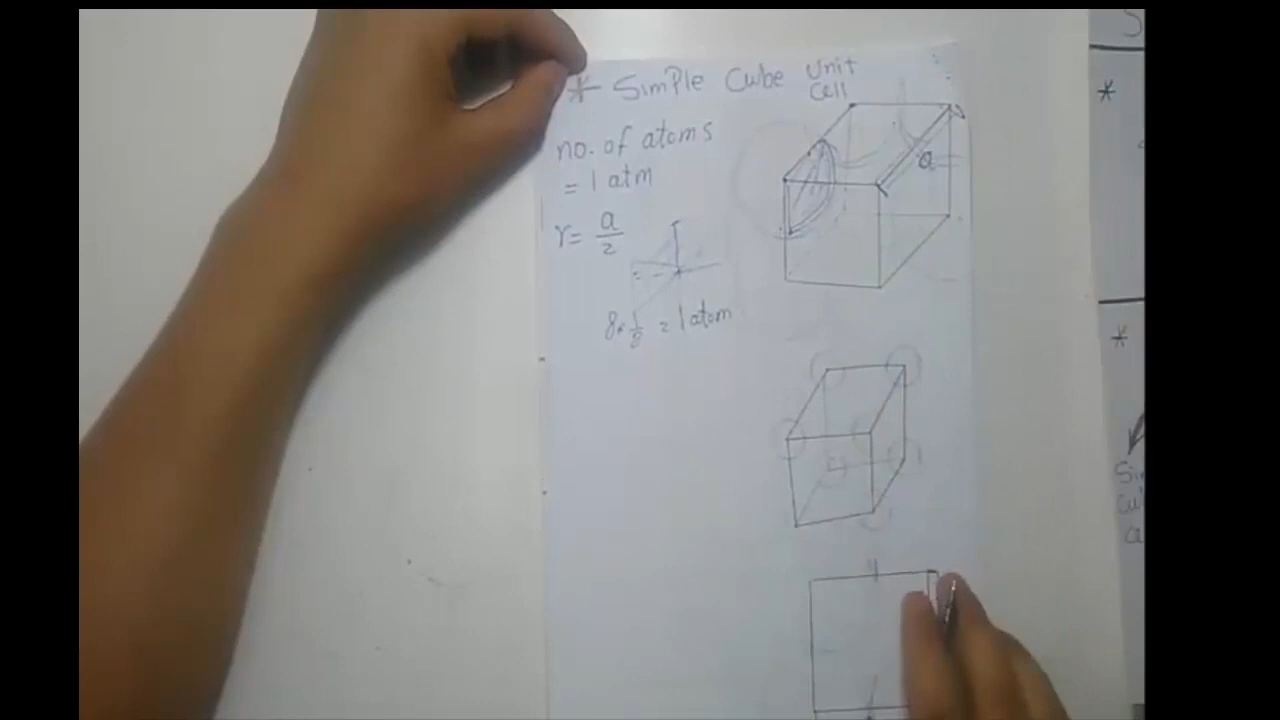 * Simple Cube Unit Cell
no. of atoms
= 1 atm
r = a/2
8 * 1/8 = 1 atom
a
*
*